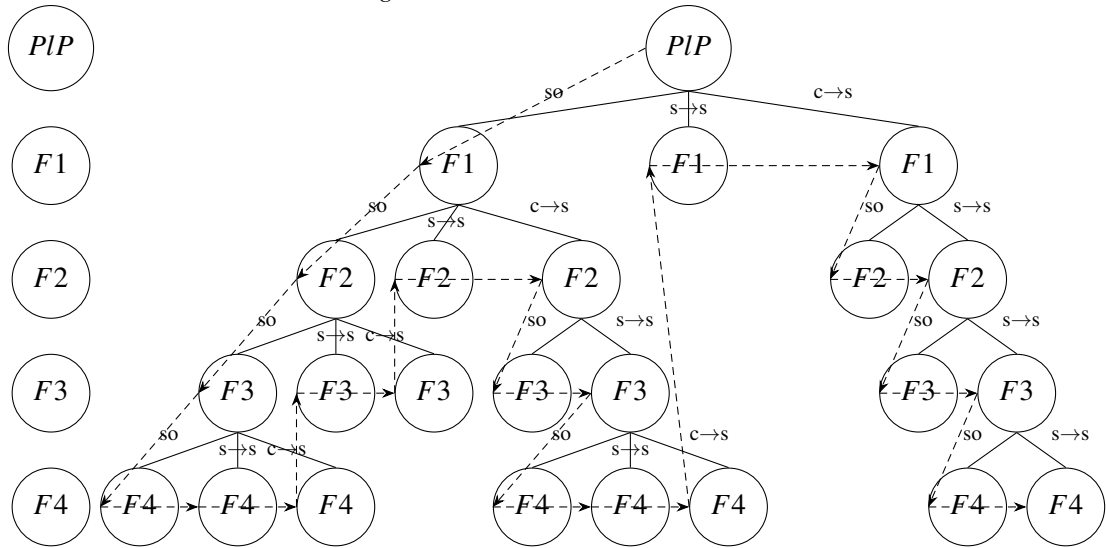 PlP PlP
so s→s c→s
F1 F1 F1 F1
so s→s c→s so s→s
F2 F2 F2 F2 F2 F2
so s→s c→s so s→s so s→s
F3 F3 F3 F3 F3 F3 F3 F3
so s→s c→s so s→s c→s so s→s
F4 F4 F4 F4 F4 F4 F4 F4 F4